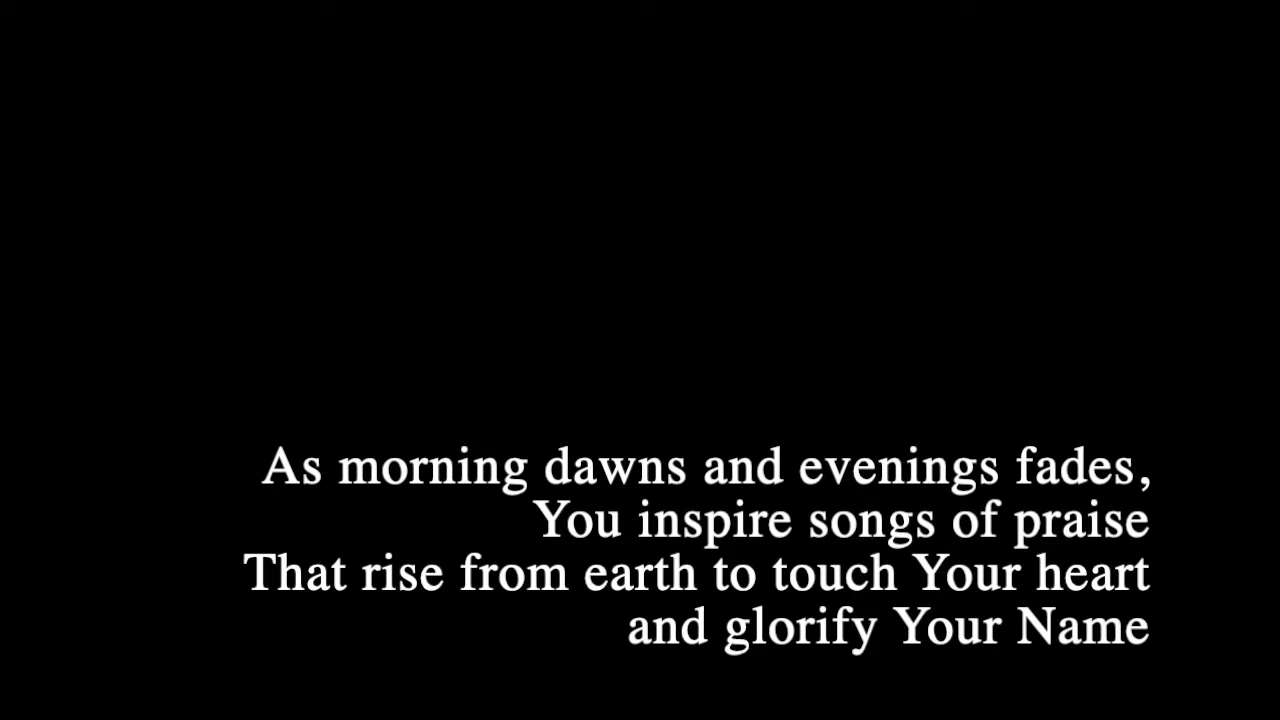 As morning dawns and evenings fades,
You inspire songs of praise
That rise from earth to touch Your heart
and glorify Your Name